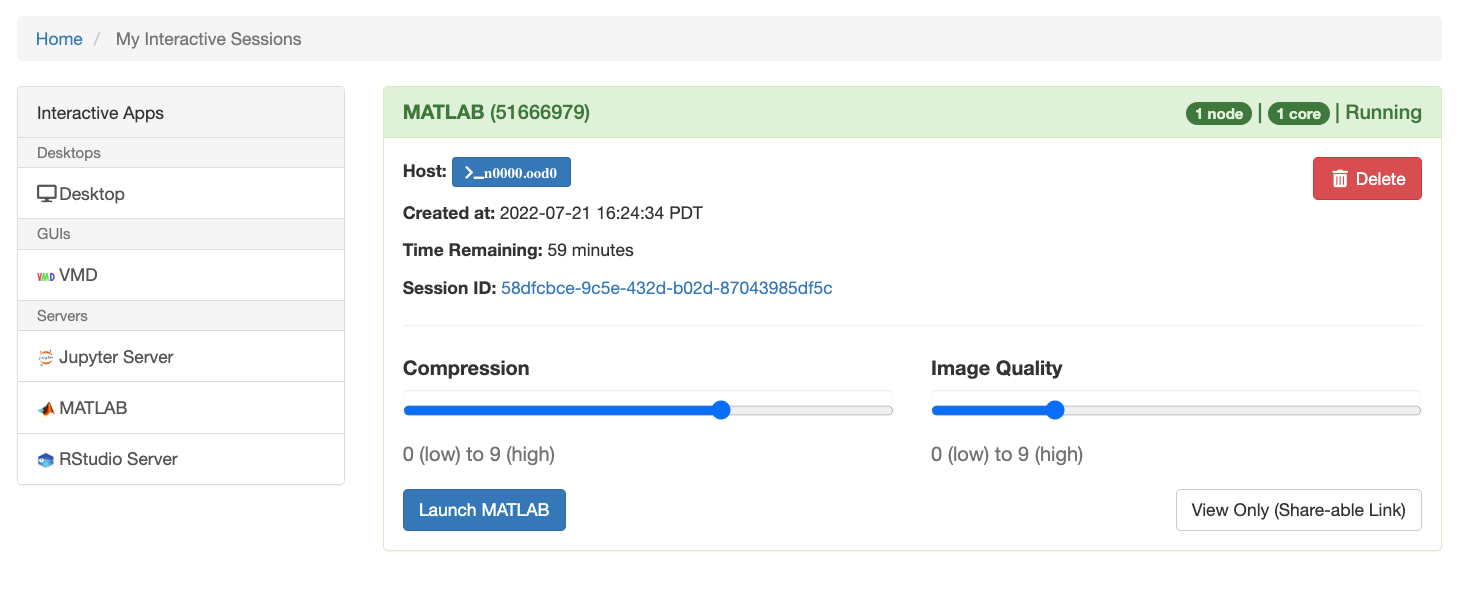 Home / My Interactive Sessions
Interactive Apps
Desktops
Desktop
GUIs
VMD VMD
Servers
Jupyter Server
MATLAB
RStudio Server
MATLAB (51666979)
1 node | 1 core | Running
Host: >_n0000.ood0
Delete
Created at: 2022-07-21 16:24:34 PDT
Time Remaining: 59 minutes
Session ID: 58dfcbce-9c5e-432d-b02d-87043985df5c
Compression
0 (low) to 9 (high)
Image Quality
0 (low) to 9 (high)
Launch MATLAB
View Only (Share-able Link)